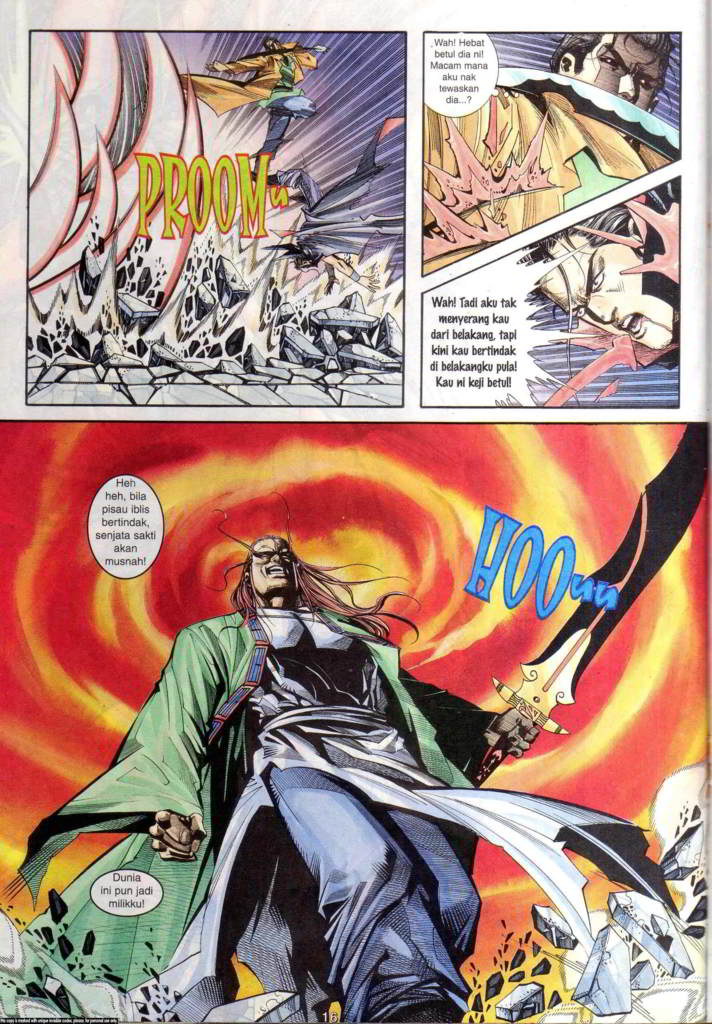 Wah! Hebat
betul dia ni!
Macam mana
aku nak
tewaskan
dia...?
PROOMuu
Wah! Tadi aku tak
menyerang kau
dari belakang, tapi
kini kau bertindak
di belakangku pula!
Kau ni keji betul!
Heh
heh, bila
pisau iblis
bertindak,
senjata sakti
akan
musnah!
HOOuuu
Dunia
ini pun jadi
milikku!
16